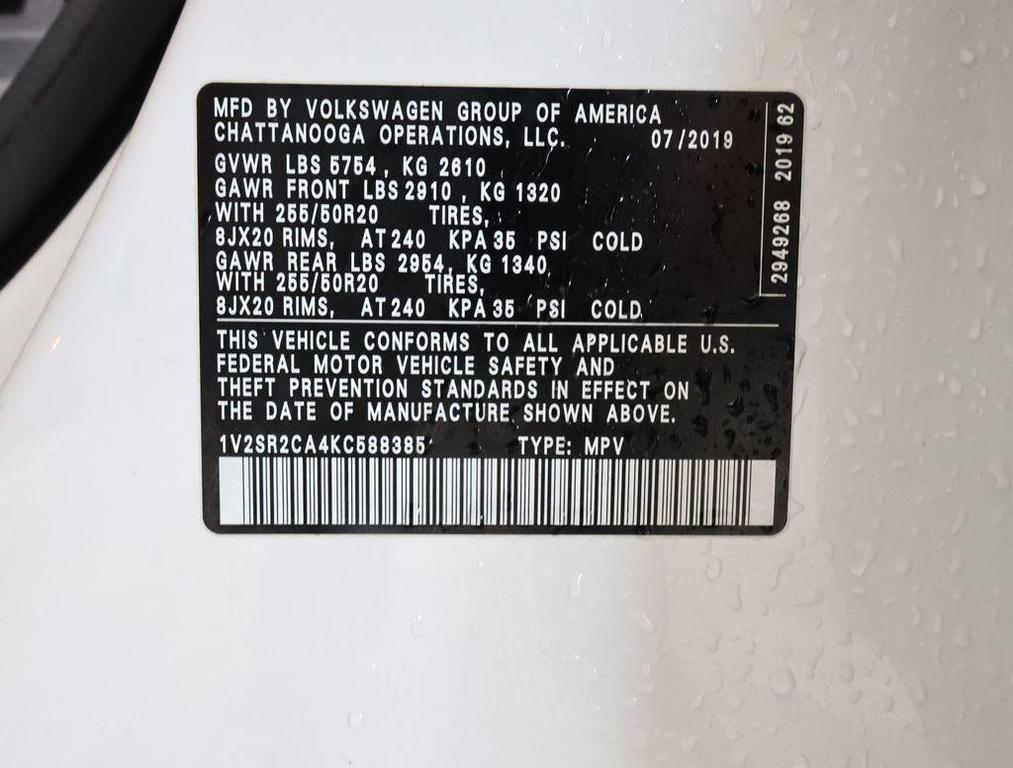 MFD BY VOLKSWAGEN GROUP OF AMERICA
CHATTANOOGA OPERATIONS, LLC. 07/2019
GVWR LBS 5754, KG 2610
GAWR FRONT LBS 2910, KG 1320
WITH 255/50R20 TIRES,
8JX20 RIMS, AT 240 KPA 35 PSI COLD
GAWR REAR LBS 2954, KG 1340
WITH 255/50R20 TIRES,
8JX20 RIMS, AT 240 KPA 35 PSI COLD
THIS VEHICLE CONFORMS TO ALL APPLICABLE U.S.
FEDERAL MOTOR VEHICLE SAFETY AND
THEFT PREVENTION STANDARDS IN EFFECT ON
THE DATE OF MANUFACTURE SHOWN ABOVE.
1V2SR2CA4KC588385 TYPE: MPV
2949268 2019 62